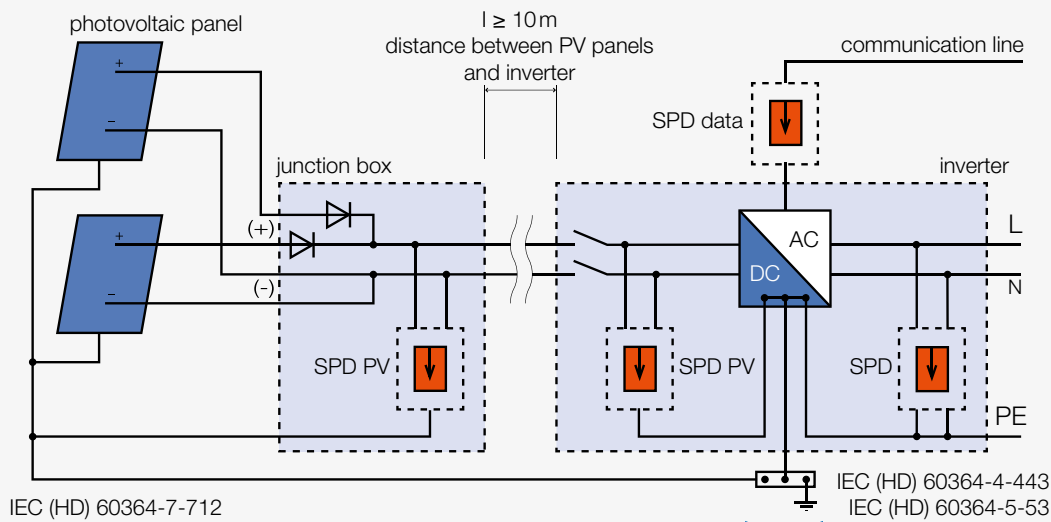 photovoltaic panel
l ≥ 10 m
distance between PV panels
and inverter
communication line
SPD data
junction box
inverter
+
−
(+)
+
(-)
−
AC
DC
L
N
SPD PV
SPD PV
SPD
PE
IEC (HD) 60364-7-712
IEC (HD) 60364-4-443
IEC (HD) 60364-5-53